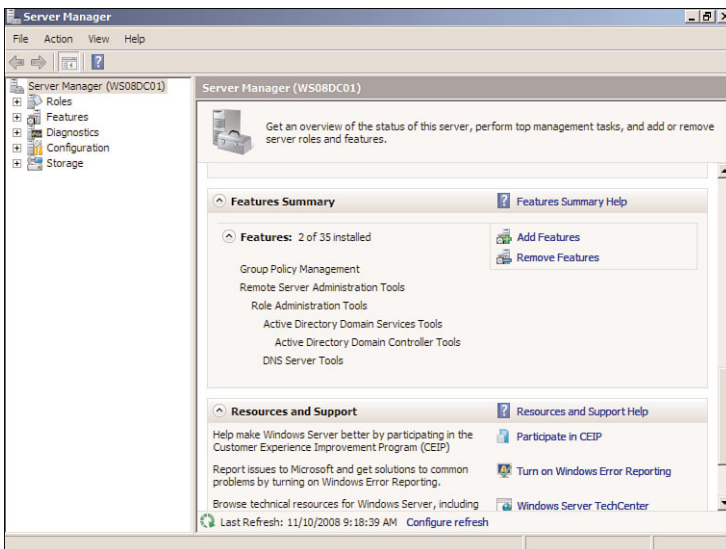 Server Manager
File Action View Help
Server Manager (WS08DC01)
Roles
Features
Diagnostics
Configuration
Storage
Server Manager (WS08DC01)
Get an overview of the status of this server, perform top management tasks, and add or remove
server roles and features.
Features Summary
Features Summary Help
Features: 2 of 35 installed
Add Features
Remove Features
Group Policy Management
Remote Server Administration Tools
Role Administration Tools
Active Directory Domain Services Tools
Active Directory Domain Controller Tools
DNS Server Tools
Resources and Support
Resources and Support Help
Help make Windows Server better by participating in the
Customer Experience Improvement Program (CEIP)
Participate in CEIP
Report issues to Microsoft and get solutions to common
problems by turning on Windows Error Reporting.
Turn on Windows Error Reporting
Browse technical resources for Windows Server, including
Windows Server TechCenter
Last Refresh: 11/10/2008 9:18:39 AM Configure refresh